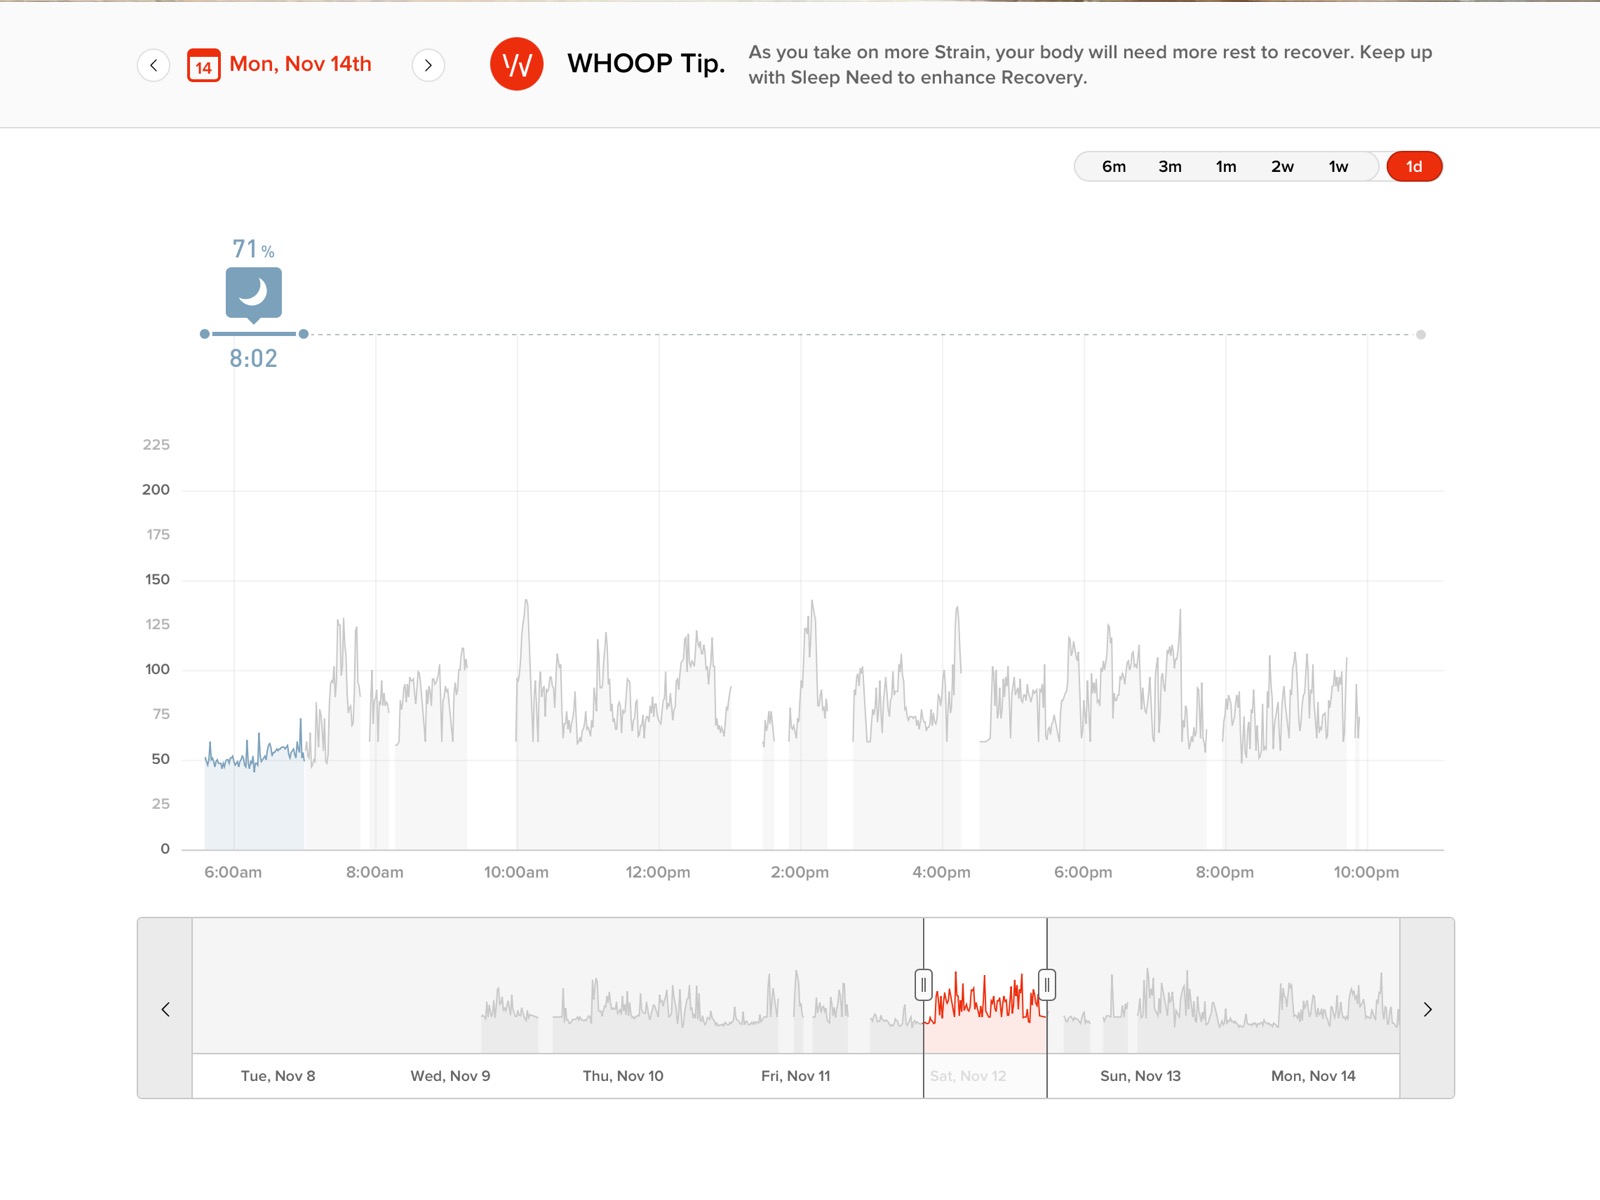 14 Mon, Nov 14th
WHOOP Tip.
As you take on more Strain, your body will need more rest to recover. Keep up
with Sleep Need to enhance Recovery.
6m 3m 1m 2w 1w 1d
71%
8:02
225
200
175
150
125
100
75
50
25
0
6:00am 8:00am 10:00am 12:00pm 2:00pm 4:00pm 6:00pm 8:00pm 10:00pm
Tue, Nov 8 Wed, Nov 9 Thu, Nov 10 Fri, Nov 11 Sat, Nov 12 Sun, Nov 13 Mon, Nov 14